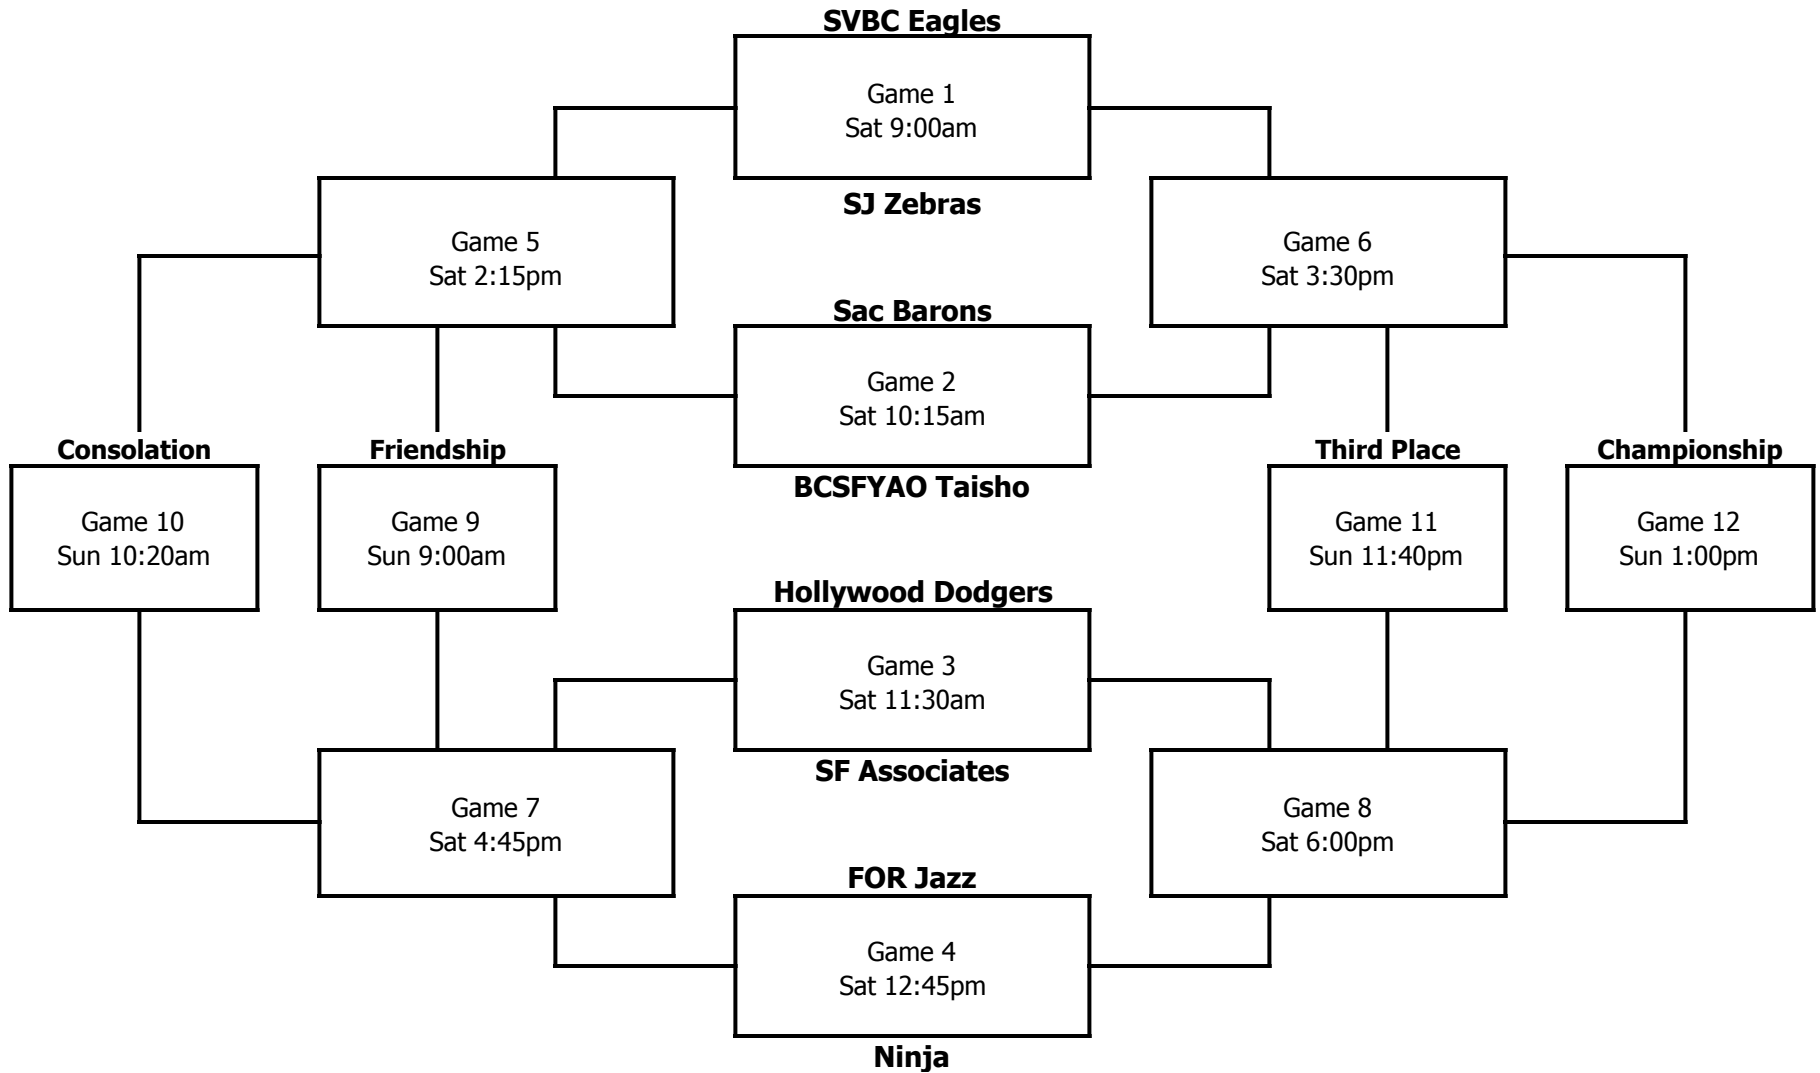 SVBC Eagles
Game 1
Sat 9:00am
SJ Zebras
Game 5
Sat 2:15pm
Game 6
Sat 3:30pm
Sac Barons
Game 2
Sat 10:15am
BCSFYAO Taisho
Consolation
Game 10
Sun 10:20am
Friendship
Game 9
Sun 9:00am
Third Place
Game 11
Sun 11:40pm
Championship
Game 12
Sun 1:00pm
Hollywood Dodgers
Game 3
Sat 11:30am
SF Associates
Game 7
Sat 4:45pm
Game 8
Sat 6:00pm
FOR Jazz
Game 4
Sat 12:45pm
Ninja